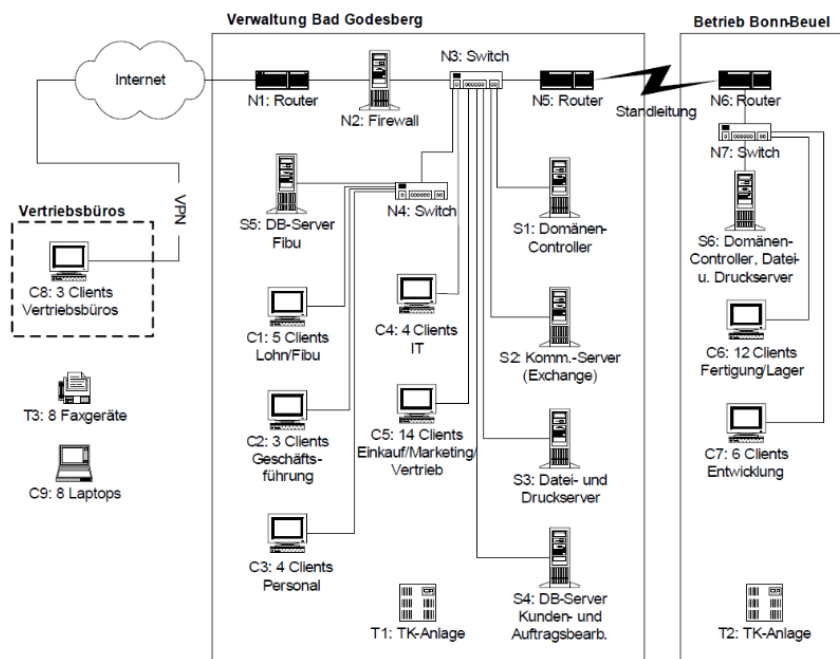 Verwaltung Bad Godesberg
Betrieb Bonn-Beuel
Internet
N1: Router
N2: Firewall
N3: Switch
N5: Router
Standleitung
N6: Router
N7: Switch
VPN
Vertriebsbüros
C8: 3 Clients
Vertriebsbüros
S5: DB-Server
Fibu
N4: Switch
S1: Domänen-
Controller
S6: Domänen-
Controller, Datei-
u. Druckserver
C1: 5 Clients
Lohn/Fibu
C4: 4 Clients
IT
S2: Komm.-Server
(Exchange)
C6: 12 Clients
Fertigung/Lager
T3: 8 Faxgeräte
C2: 3 Clients
Geschäfts-
führung
C5: 14 Clients
Einkauf/Marketing/
Vertrieb
S3: Datei- und
Druckserver
C7: 6 Clients
Entwicklung
C9: 8 Laptops
C3: 4 Clients
Personal
S4: DB-Server
Kunden- und
Auftragsbearb.
T1: TK-Anlage
T2: TK-Anlage